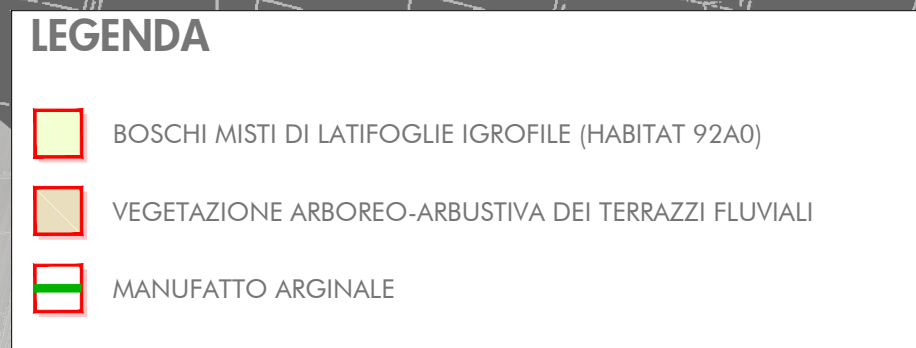 LEGENDA
BOSCHI MISTI DI LATIFOGLIE IGROFILE (HABITAT 92A0)
VEGETAZIONE ARBOREO-ARBUSTIVA DEI TERRAZZI FLUVIALI
MANUFATTO ARGINALE